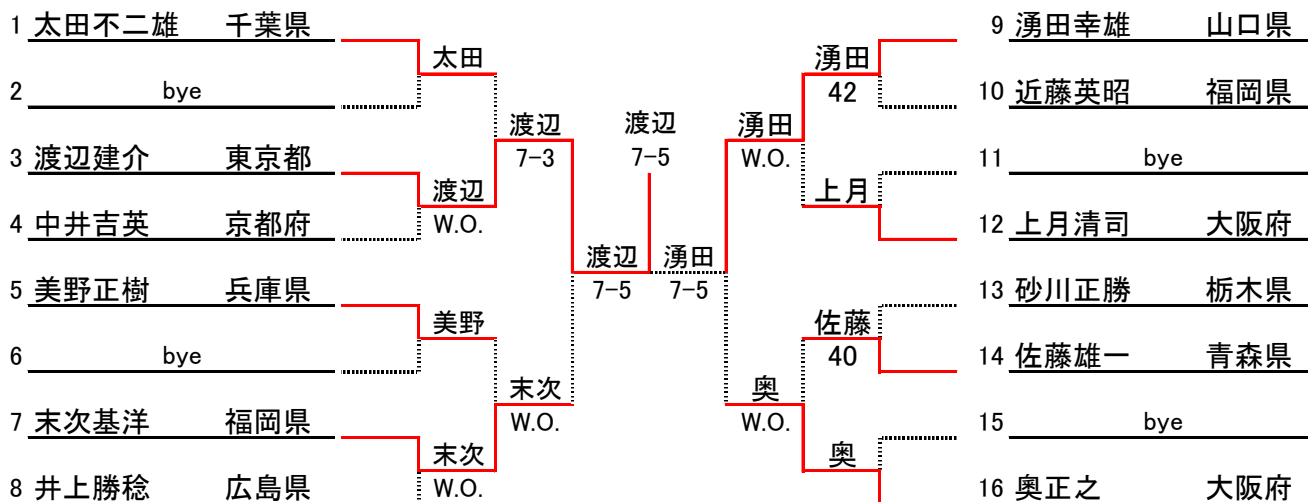 1 太田不二雄 千葉県
2 bye
3 渡辺建介 東京都
4 中井吉英 京都府
5 美野正樹 兵庫県
6 bye
7 末次基洋 福岡県
8 井上勝稔 広島県
太田
渡辺
W.O.
美野
末次
W.O.
渡辺
7-3
末次
W.O.
渡辺
7-5
渡辺
7-5
湧田
7-5
湧田
W.O.
奥
W.O.
湧田
42
上月
佐藤
40
奥
9 湧田幸雄 山口県
10 近藤英昭 福岡県
11 bye
12 上月清司 大阪府
13 砂川正勝 栃木県
14 佐藤雄一 青森県
15 bye
16 奥正之 大阪府